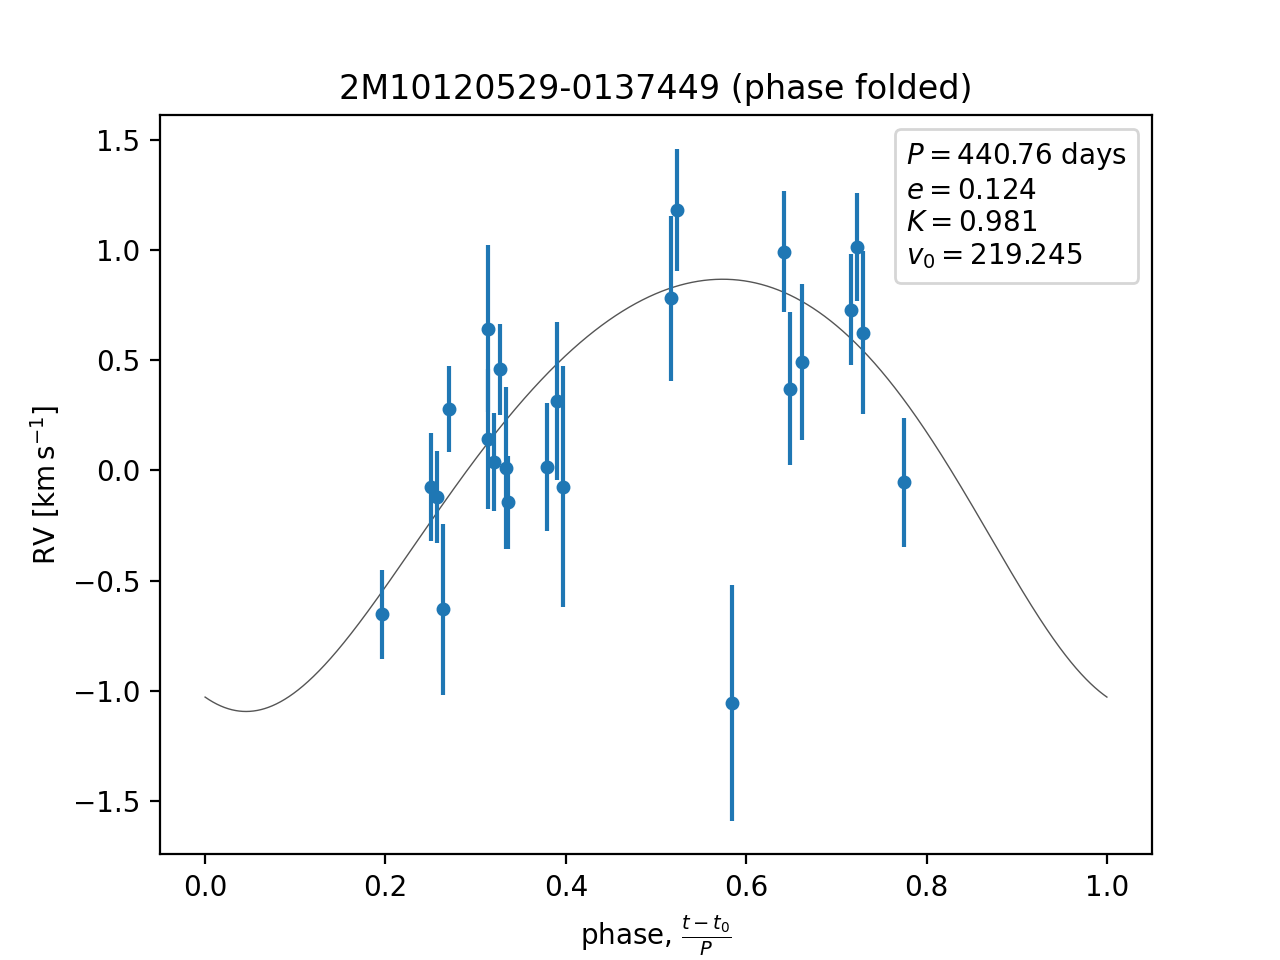 2M10120529-0137449 (phase folded)
P = 440.76 days
e = 0.124
K = 0.981
v₀ = 219.245
1.5
1.0
0.5
0.0
−0.5
−1.0
−1.5
RV [km s⁻¹]
0.0 0.2 0.4 0.6 0.8 1.0
phase, (t − t₀)/P